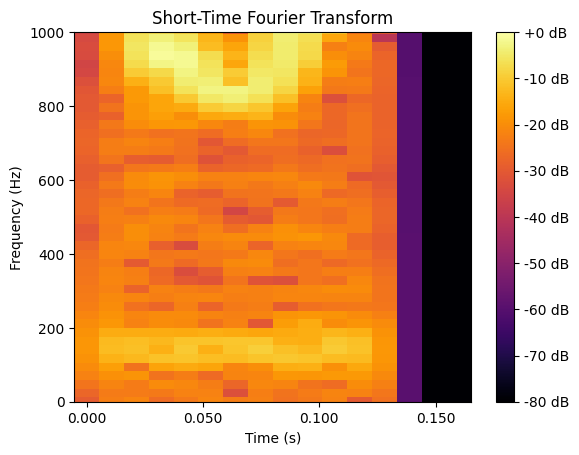 Short-Time Fourier Transform
1000
800
600
400
200
0
Frequency (Hz)
0.000
0.050
0.100
0.150
Time (s)
+0 dB
-10 dB
-20 dB
-30 dB
-40 dB
-50 dB
-60 dB
-70 dB
-80 dB